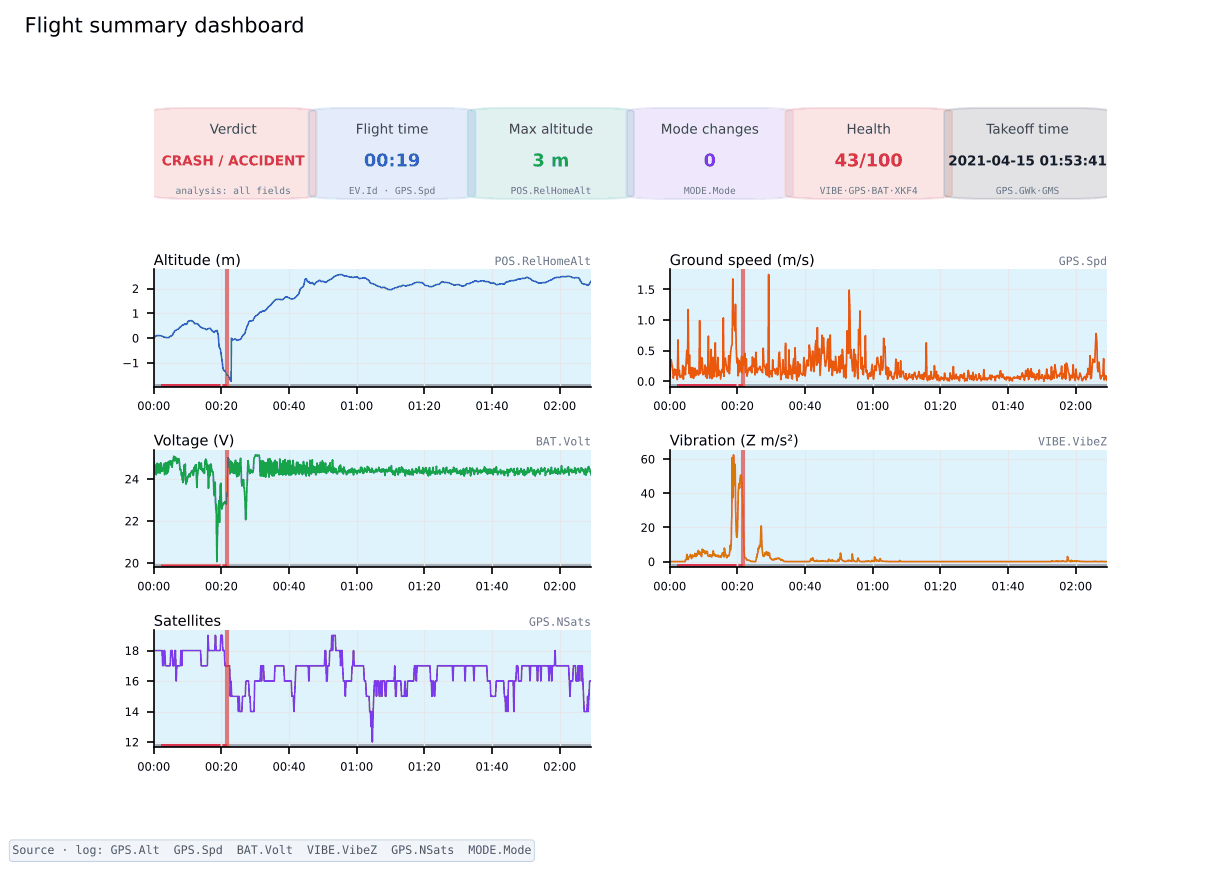 Flight summary dashboard
Verdict
CRASH / ACCIDENT
analysis: all fields
Flight time
00:19
EV.Id · GPS.Spd
Max altitude
3 m
POS.RelHomeAlt
Mode changes
0
MODE.Mode
Health
43/100
VIBE·GPS·BAT·XKF4
Takeoff time
2021-04-15 01:53:41
GPS.GWk·GMS
Altitude (m) POS.RelHomeAlt
2
1
0
−1
00:00 00:20 00:40 01:00 01:20 01:40 02:00
Ground speed (m/s) GPS.Spd
1.5
1.0
0.5
0.0
00:00 00:20 00:40 01:00 01:20 01:40 02:00
Voltage (V) BAT.Volt
24
22
20
00:00 00:20 00:40 01:00 01:20 01:40 02:00
Vibration (Z m/s²) VIBE.VibeZ
60
40
20
0
00:00 00:20 00:40 01:00 01:20 01:40 02:00
Satellites GPS.NSats
18
16
14
12
00:00 00:20 00:40 01:00 01:20 01:40 02:00
Source · log: GPS.Alt GPS.Spd BAT.Volt VIBE.VibeZ GPS.NSats MODE.Mode